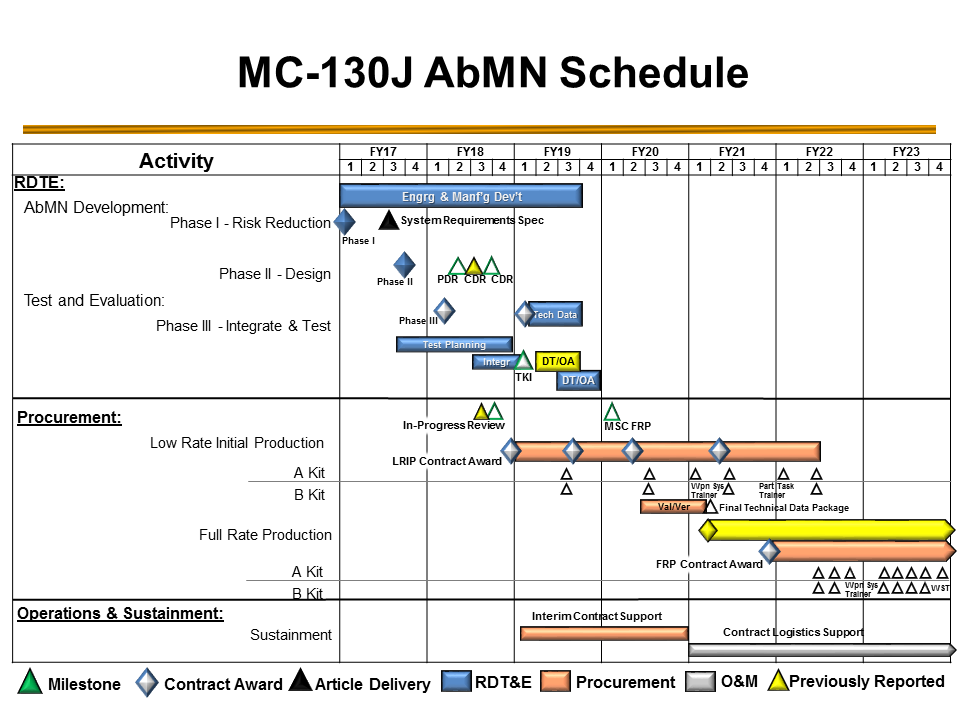 MC-130J AbMN Schedule
Activity
FY17 FY18 FY19 FY20 FY21 FY22 FY23
1 2 3 4 1 2 3 4 1 2 3 4 1 2 3 4 1 2 3 4 1 2 3 4 1 2 3 4
RDTE:
Engrg & Manf'g Dev't
AbMN Development:
Phase I - Risk Reduction
System Requirements Spec
Phase I
Phase II - Design
Phase II
PDR CDR CDR
Test and Evaluation:
Phase III
Tech Data
Phase III - Integrate & Test
Test Planning
Integr
DT/OA
TKI
DT/OA
Procurement:
In-Progress Review
MSC FRP
Low Rate Initial Production
LRIP Contract Award
A Kit
B Kit
Wpn Sys
Trainer
Part Task
Trainer
Val/Ver
Final Technical Data Package
Full Rate Production
FRP Contract Award
A Kit
B Kit
Wpn Sys
Trainer
WST
Operations & Sustainment:
Interim Contract Support
Sustainment
Contract Logistics Support
Milestone
Contract Award
Article Delivery
RDT&E
Procurement
O&M
Previously Reported